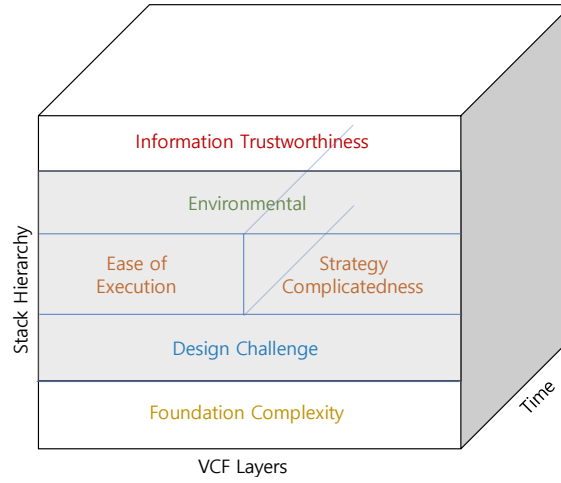 Information Trustworthiness
Environmental
Ease of
Execution
Strategy
Complicatedness
Design Challenge
Foundation Complexity
Stack Hierarchy
VCF Layers
Time